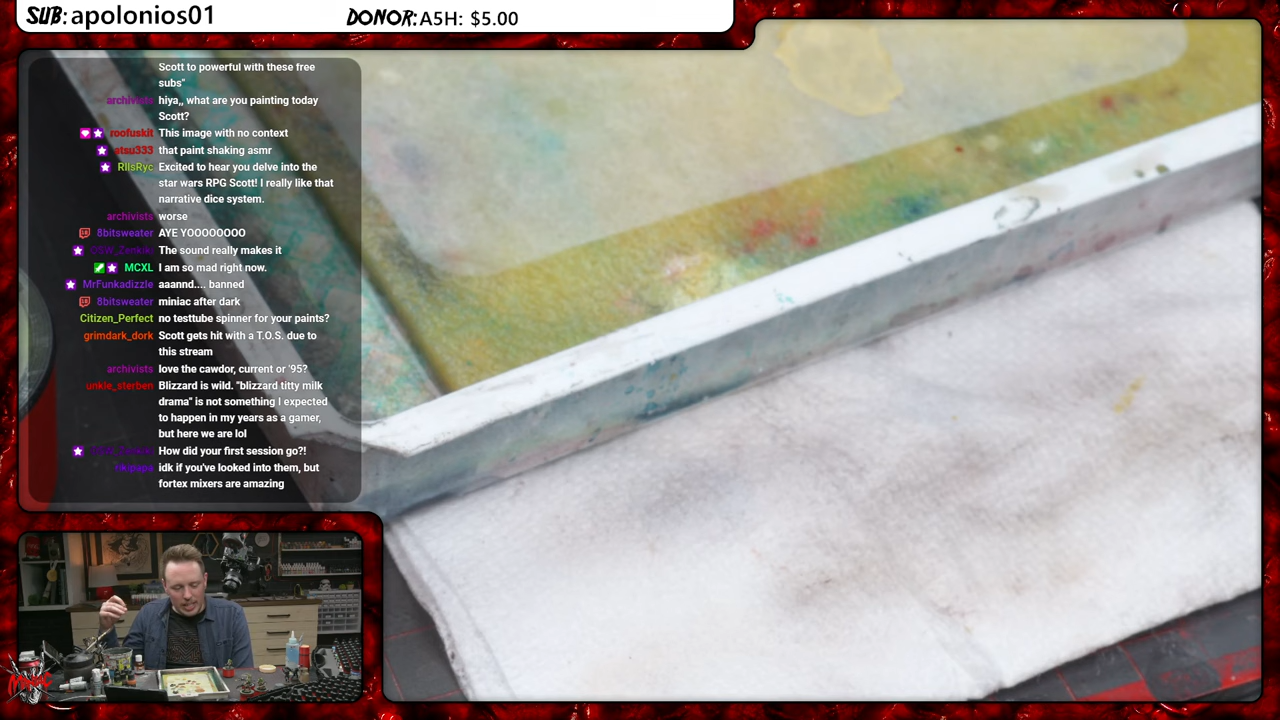 SUB: apolonios01
DONOR: A5H: $5.00
Scott to powerful with these free
subs"
archivists hiya,, what are you painting today
Scott?
roofuskit This image with no context
atsu333 that paint shaking asmr
RIIsRyc Excited to hear you delve into the
star wars RPG Scott! I really like that
narrative dice system.
archivists worse
8bitsweater AYE YOOOOOOOO
The sound really makes it
MCXL I am so mad right now.
MrFunkadizzle aaannd.... banned
8bitsweater miniac after dark
Citizen_Perfect no testtube spinner for your paints?
grimdark_dork Scott gets hit with a T.O.S. due to
this stream
archivists love the cawdor, current or '95?
unkle_sterben Blizzard is wild. "blizzard titty milk
drama" is not something I expected
to happen in my years as a gamer,
but here we are lol
How did your first session go?!
idk if you've looked into them, but
fortex mixers are amazing